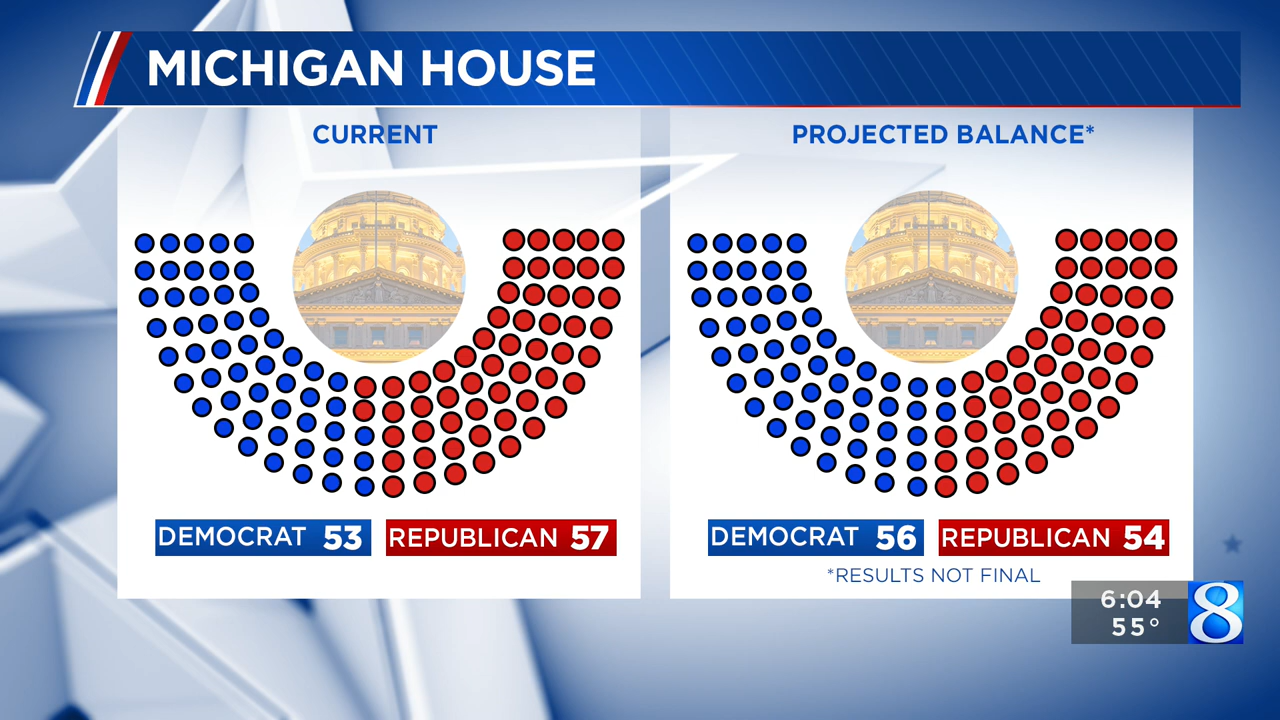 MICHIGAN HOUSE
CURRENT
DEMOCRAT 53
REPUBLICAN 57
PROJECTED BALANCE*
DEMOCRAT 56
REPUBLICAN 54
*RESULTS NOT FINAL
6:04
55°
8